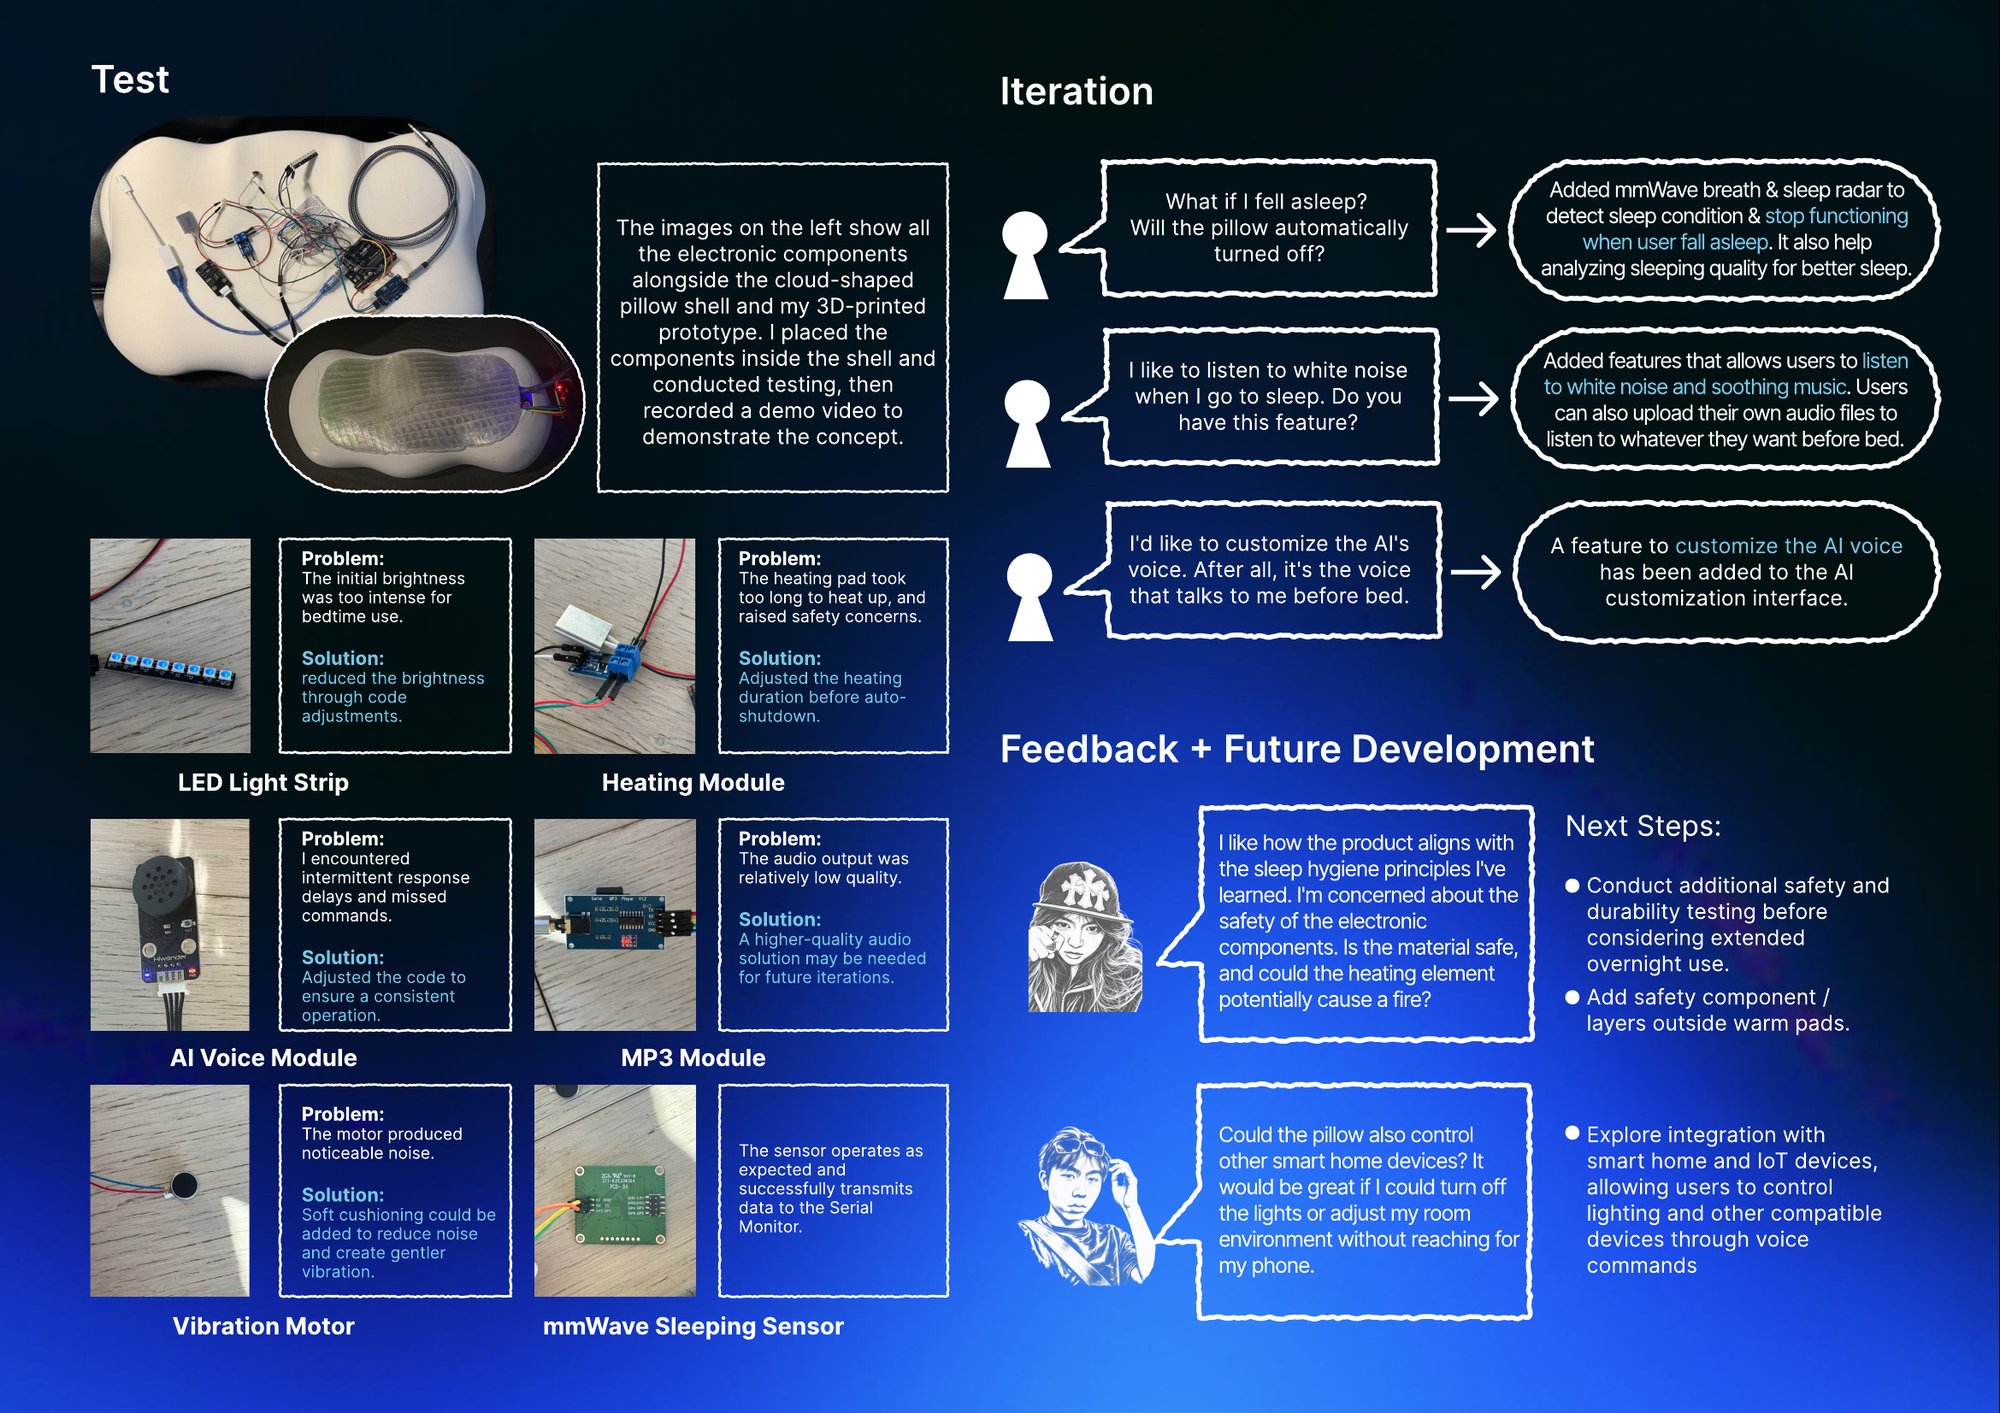 Test
The images on the left show all
the electronic components
alongside the cloud-shaped
pillow shell and my 3D-printed
prototype. I placed the
components inside the shell and
conducted testing, then
recorded a demo video to
demonstrate the concept.
Problem:
The initial brightness
was too intense for
bedtime use.
Solution:
reduced the brightness
through code
adjustments.
LED Light Strip
Problem:
The heating pad took
too long to heat up, and
raised safety concerns.
Solution:
Adjusted the heating
duration before auto-
shutdown.
Heating Module
Hiwonder
Problem:
I encountered
intermittent response
delays and missed
commands.
Solution:
Adjusted the code to
ensure a consistent
operation.
AI Voice Module
Serial MP3 Player V1.2
Problem:
The audio output was
relatively low quality.
Solution:
A higher-quality audio
solution may be needed
for future iterations.
MP3 Module
Problem:
The motor produced
noticeable noise.
Solution:
Soft cushioning could be
added to reduce noise
and create gentler
vibration.
Vibration Motor
The sensor operates as
expected and
successfully transmits
data to the Serial
Monitor.
mmWave Sleeping Sensor
Iteration
What if I fell asleep?
Will the pillow automatically
turned off?
Added mmWave breath & sleep radar to
detect sleep condition & stop functioning
when user fall asleep. It also help
analyzing sleeping quality for better sleep.
I like to listen to white noise
when I go to sleep. Do you
have this feature?
Added features that allows users to listen
to white noise and soothing music. Users
can also upload their own audio files to
listen to whatever they want before bed.
I'd like to customize the AI's
voice. After all, it's the voice
that talks to me before bed.
A feature to customize the AI voice
has been added to the AI
customization interface.
Feedback + Future Development
I like how the product aligns with
the sleep hygiene principles I've
learned. I'm concerned about the
safety of the electronic
components. Is the material safe,
and could the heating element
potentially cause a fire?
Next Steps:
Conduct additional safety and
durability testing before
considering extended
overnight use.
Add safety component /
layers outside warm pads.
Could the pillow also control
other smart home devices? It
would be great if I could turn off
the lights or adjust my room
environment without reaching for
my phone.
Explore integration with
smart home and IoT devices,
allowing users to control
lighting and other compatible
devices through voice
commands